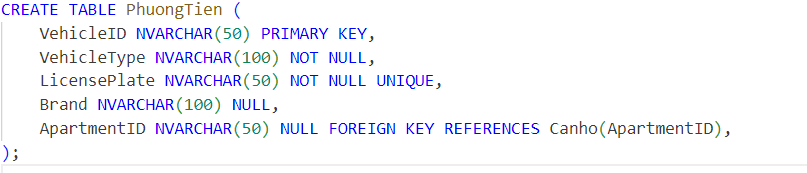 CREATE TABLE PhuongTien (
    VehicleID NVARCHAR(50) PRIMARY KEY,
    VehicleType NVARCHAR(100) NOT NULL,
    LicensePlate NVARCHAR(50) NOT NULL UNIQUE,
    Brand NVARCHAR(100) NULL,
    ApartmentID NVARCHAR(50) NULL FOREIGN KEY REFERENCES Canho(ApartmentID),
);